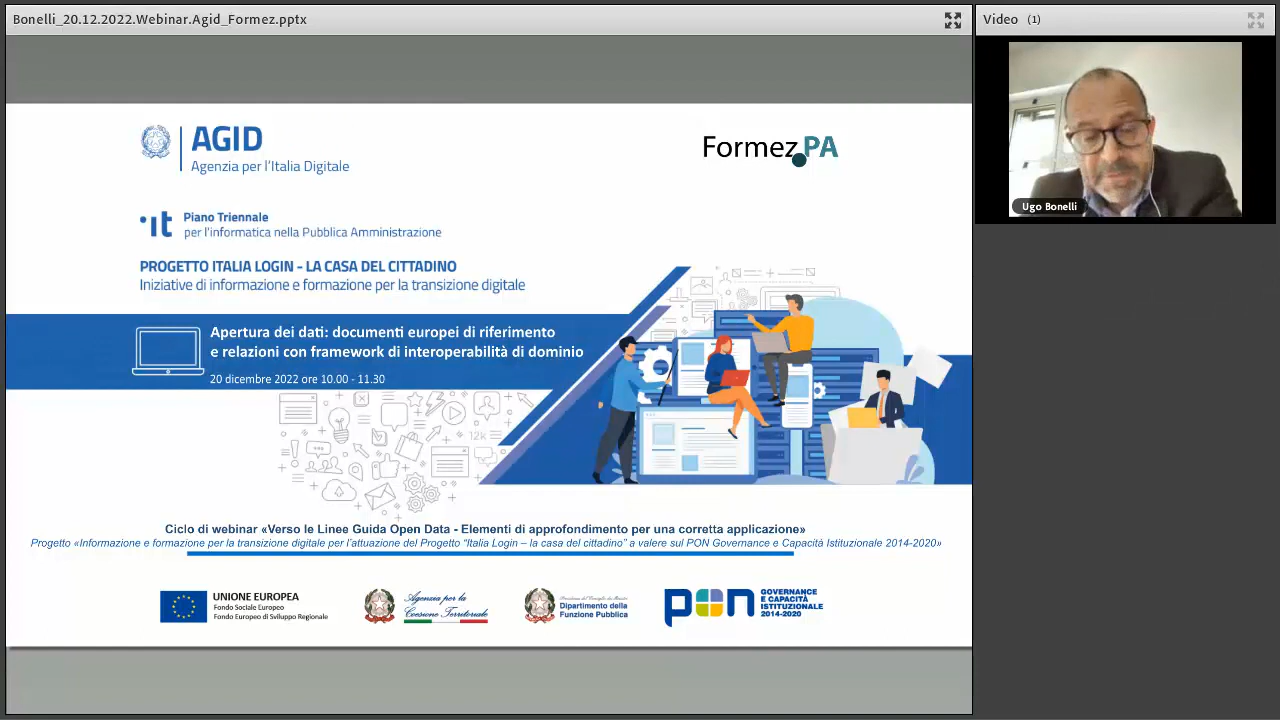 Bonelli_20.12.2022.Webinar.Agid_Formez.pptx
Video (1)
Ugo Bonelli
AGID
Agenzia per l'Italia Digitale
FormezPA
Piano Triennale
per l'informatica nella Pubblica Amministrazione
PROGETTO ITALIA LOGIN - LA CASA DEL CITTADINO
Iniziative di informazione e formazione per la transizione digitale
Apertura dei dati: documenti europei di riferimento
e relazioni con framework di interoperabilità di dominio
20 dicembre 2022 ore 10.00 - 11.30
12k
Ciclo di webinar «Verso le Linee Guida Open Data - Elementi di approfondimento per una corretta applicazione»
Progetto «Informazione e formazione per la transizione digitale per l'attuazione del Progetto "Italia Login – la casa del cittadino" a valere sul PON Governance e Capacità Istituzionale 2014-2020»
UNIONE EUROPEA
Fondo Sociale Europeo
Fondo Europeo di Sviluppo Regionale
Agenzia per la
Coesione Territoriale
Presidenza del Consiglio dei Ministri
Dipartimento della
Funzione Pubblica
pon
GOVERNANCE
E CAPACITÀ
ISTITUZIONALE
2014-2020